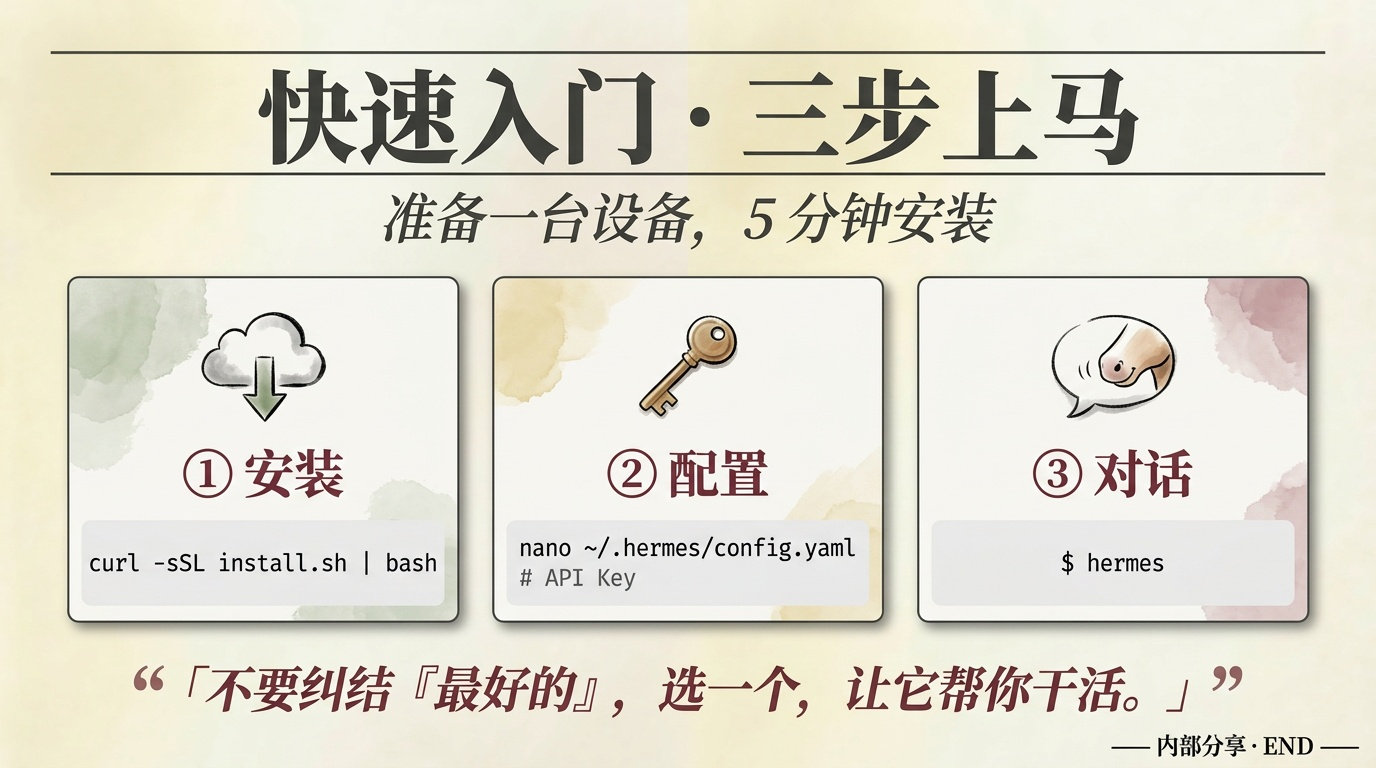 快速入门·三步上马
准备一台设备，5 分钟安装
① 安装
curl -sSL install.sh | bash
② 配置
nano ~/.hermes/config.yaml
# API Key
③ 对话
$ hermes
“「不要纠结『最好的』，选一个，让它帮你干活。」”
—— 内部分享 · END ——